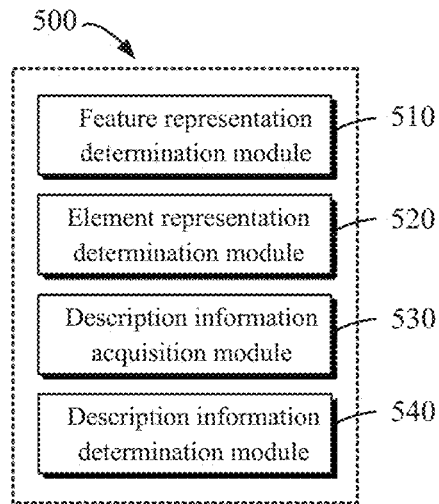 500
Feature representation
determination module
510
Element representation
determination module
520
Description information
acquisition module
530
Description information
determination module
540